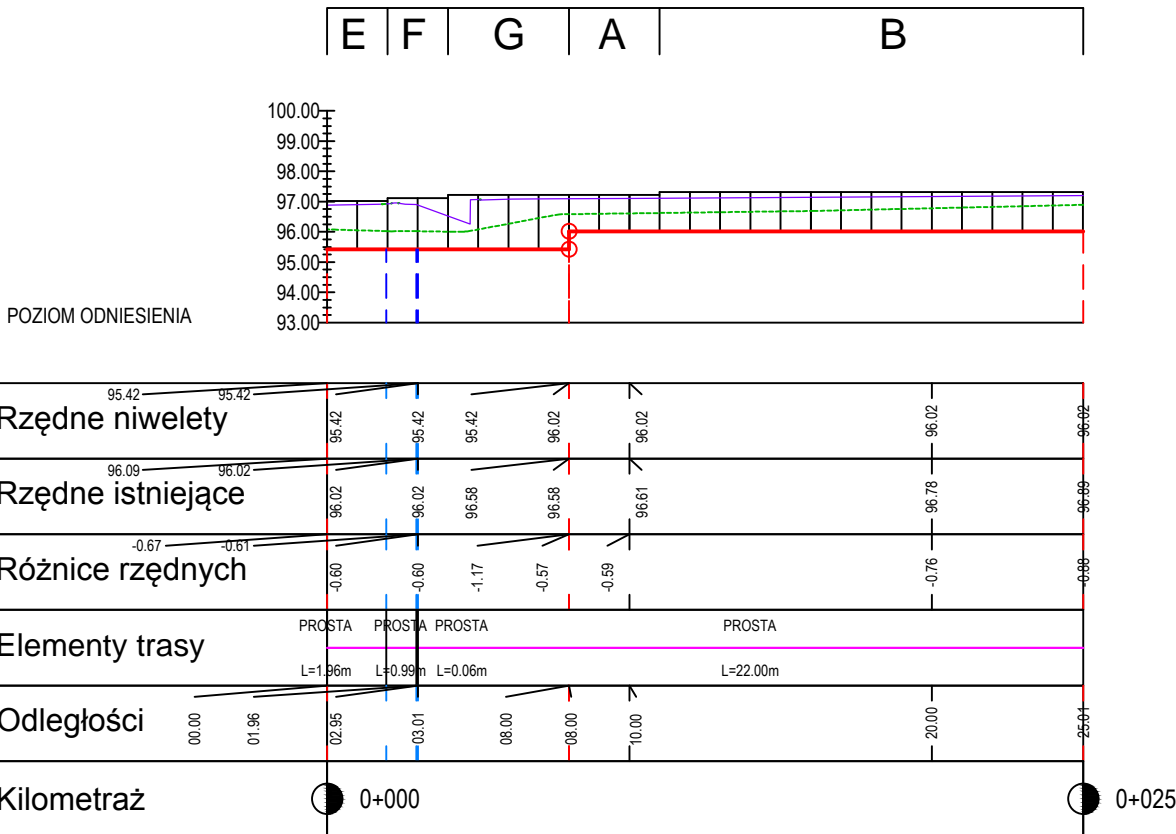 E F G A B
100.00
99.00
98.00
97.00
96.00
95.00
94.00
93.00
POZIOM ODNIESIENIA
Rzędne niwelety
95.42 95.42 95.42 95.42 95.42 96.02 96.02 96.02 96.02
Rzędne istniejące
96.09 96.02 96.02 96.02 96.58 96.58 96.61 96.78 96.89
Różnice rzędnych
-0.67 -0.61 -0.60 -0.60 -1.17 -0.57 -0.59 -0.76 -0.88
Elementy trasy
PROSTA PROSTA PROSTA PROSTA
L=1.96m L=0.99m L=0.06m L=22.00m
Odległości
00.00 01.96 02.95 03.01 08.00 08.00 10.00 20.00 25.01
Kilometraż
0+000 0+025